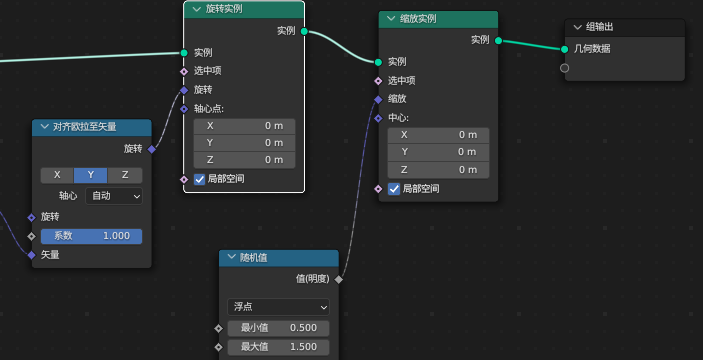 旋转实例
实例
实例
选中项
旋转
轴心点:
X 0 m
Y 0 m
Z 0 m
局部空间
缩放实例
实例
实例
选中项
缩放
中心:
X 0 m
Y 0 m
Z 0 m
局部空间
组输出
几何数据
对齐欧拉至矢量
旋转
X Y Z
轴心 自动
旋转
系数 1.000
矢量
随机值
值(明度)
浮点
最小值 0.500
最大值 1.500